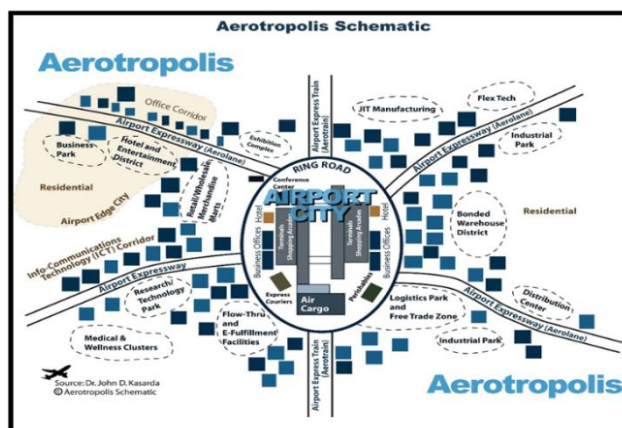 Aerotropolis Schematic
Aerotropolis
Office Corridor
Airport Expressway (Aerolane)
Business
Park
Hotel and
Entertainment
District
Exhibition
Complex
Residential
Airport Edge City
Retail/Wholesale
Merchandise
Marts
Info-Communications
Technology (ICT) Corridor
Airport Expressway
Research/
Technology
Park
Medical &
Wellness Clusters
Flow-Thru
and
E-Fulfillment
Facilities
Airport Express Train
(Aerotrain)
RING ROAD
Conference
Center
AIRPORT
CITY
Hotel
Hotel
Business Offices
Terminals
Shopping Arcades
Terminals
Shopping Arcades
Business Offices
Express
Couriers
Air
Cargo
Perishables
Airport Express Train
(Aerotrain)
JIT Manufacturing
Flex Tech
Airport Expressway (Aerolane)
Industrial
Park
Bonded
Warehouse
District
Residential
Logistics Park
and
Free Trade Zone
Airport Expressway (Aerolane)
Distribution
Center
Industrial Park
Aerotropolis
Source: Dr. John D. Kasarda
© Aerotropolis Schematic